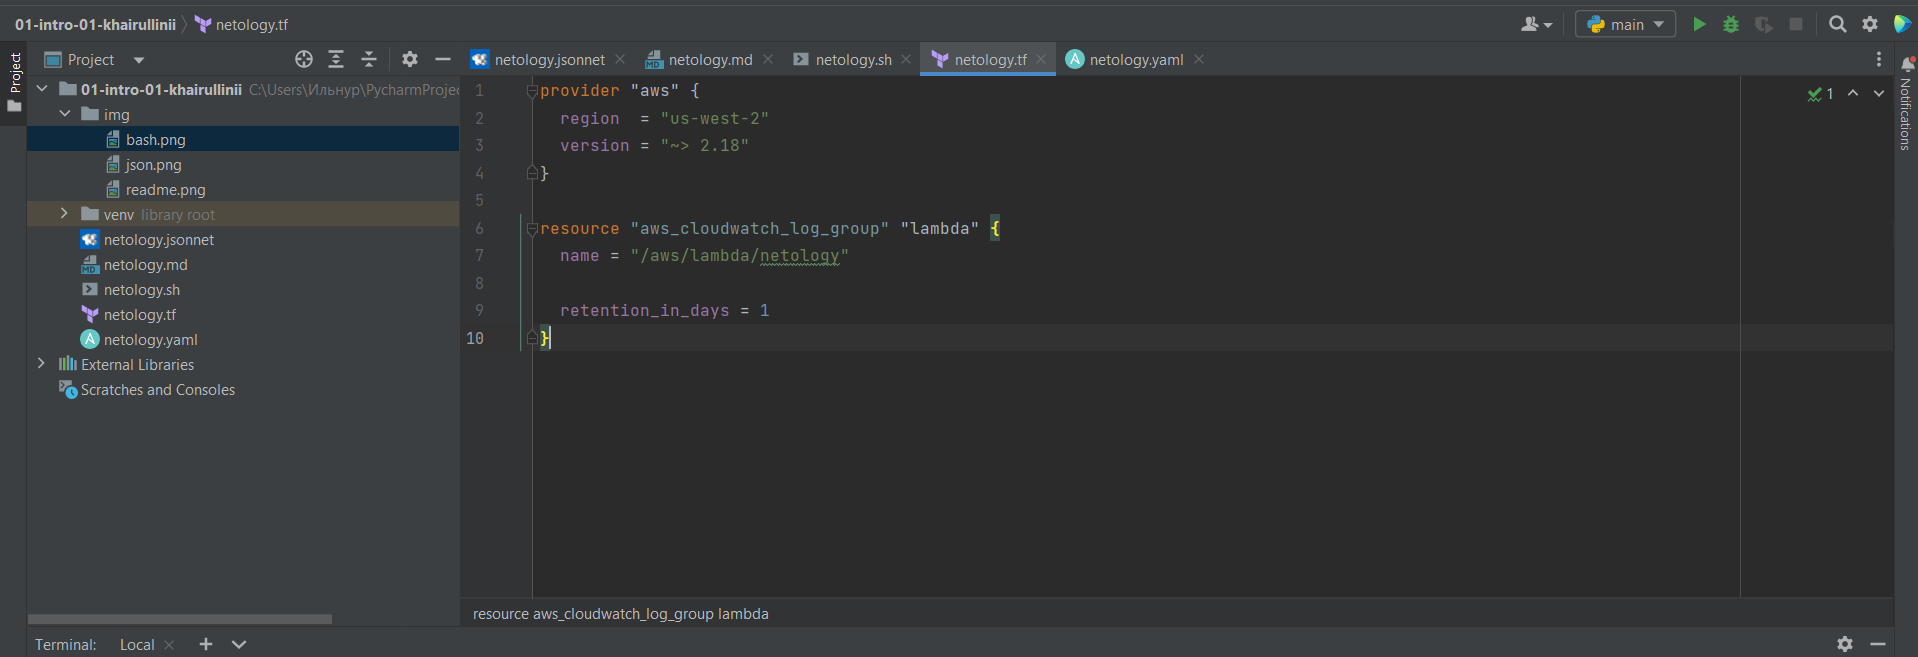 01-intro-01-khairullinii netology.tf main
Project
Project
netology.jsonnet netology.md netology.sh netology.tf netology.yaml
01-intro-01-khairullinii C:\Users\Ильнур\PycharmProjec
img
bash.png
json.png
readme.png
venv library root
netology.jsonnet
netology.md
netology.sh
netology.tf
netology.yaml
External Libraries
Scratches and Consoles
1 provider "aws" {
2 region = "us-west-2"
3 version = "~> 2.18"
4 }
5
6 resource "aws_cloudwatch_log_group" "lambda" {
7 name = "/aws/lambda/netology"
8
9 retention_in_days = 1
10 }
1
Notifications
resource aws_cloudwatch_log_group lambda
Terminal: Local